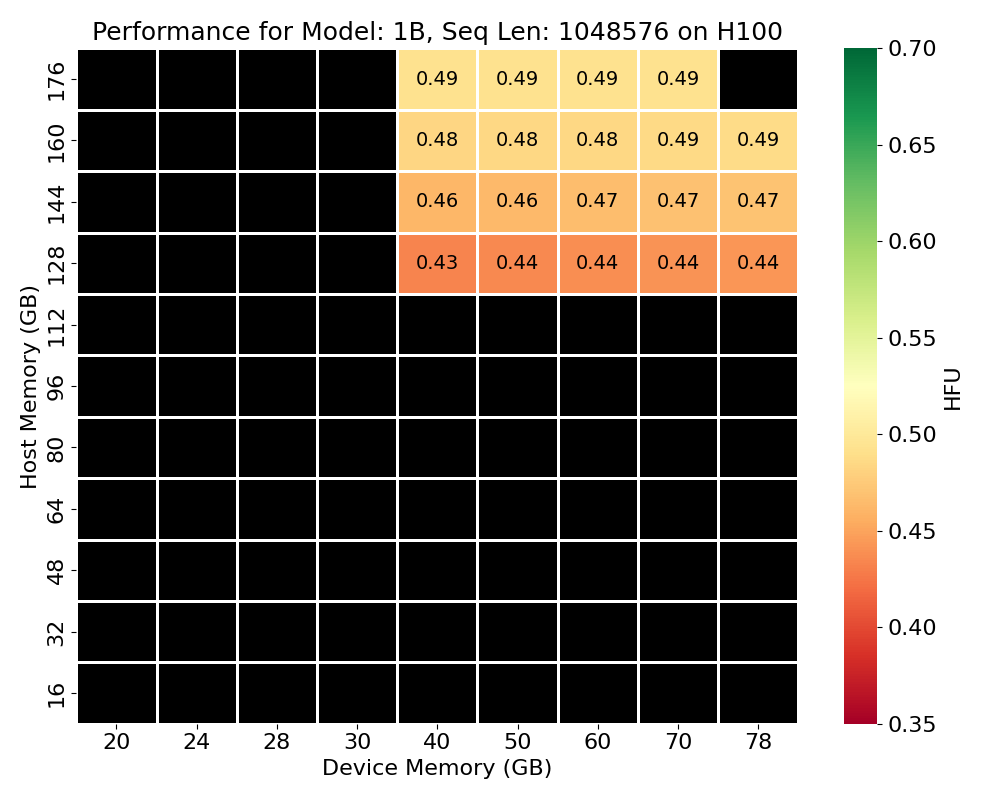 Performance for Model: 1B, Seq Len: 1048576 on H100
176 0.49 0.49 0.49 0.49
160 0.48 0.48 0.48 0.49 0.49
144 0.46 0.46 0.47 0.47 0.47
128 0.43 0.44 0.44 0.44 0.44
112
96
80
64
48
32
16
Host Memory (GB)
20 24 28 30 40 50 60 70 78
Device Memory (GB)
0.70
0.65
0.60
0.55
0.50
0.45
0.40
0.35
HFU